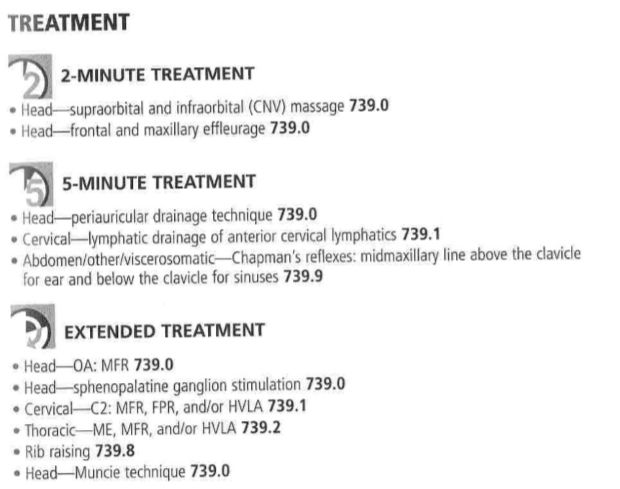 TREATMENT
2 2-MINUTE TREATMENT
• Head—supraorbital and infraorbital (CNV) massage 739.0
• Head—frontal and maxillary effleurage 739.0
5 5-MINUTE TREATMENT
• Head—periauricular drainage technique 739.0
• Cervical—lymphatic drainage of anterior cervical lymphatics 739.1
• Abdomen/other/viscerosomatic—Chapman's reflexes: midmaxillary line above the clavicle
for ear and below the clavicle for sinuses 739.9
EXTENDED TREATMENT
• Head—OA: MFR 739.0
• Head—sphenopalatine ganglion stimulation 739.0
• Cervical—C2: MFR, FPR, and/or HVLA 739.1
• Thoracic—ME, MFR, and/or HVLA 739.2
• Rib raising 739.8
• Head—Muncie technique 739.0